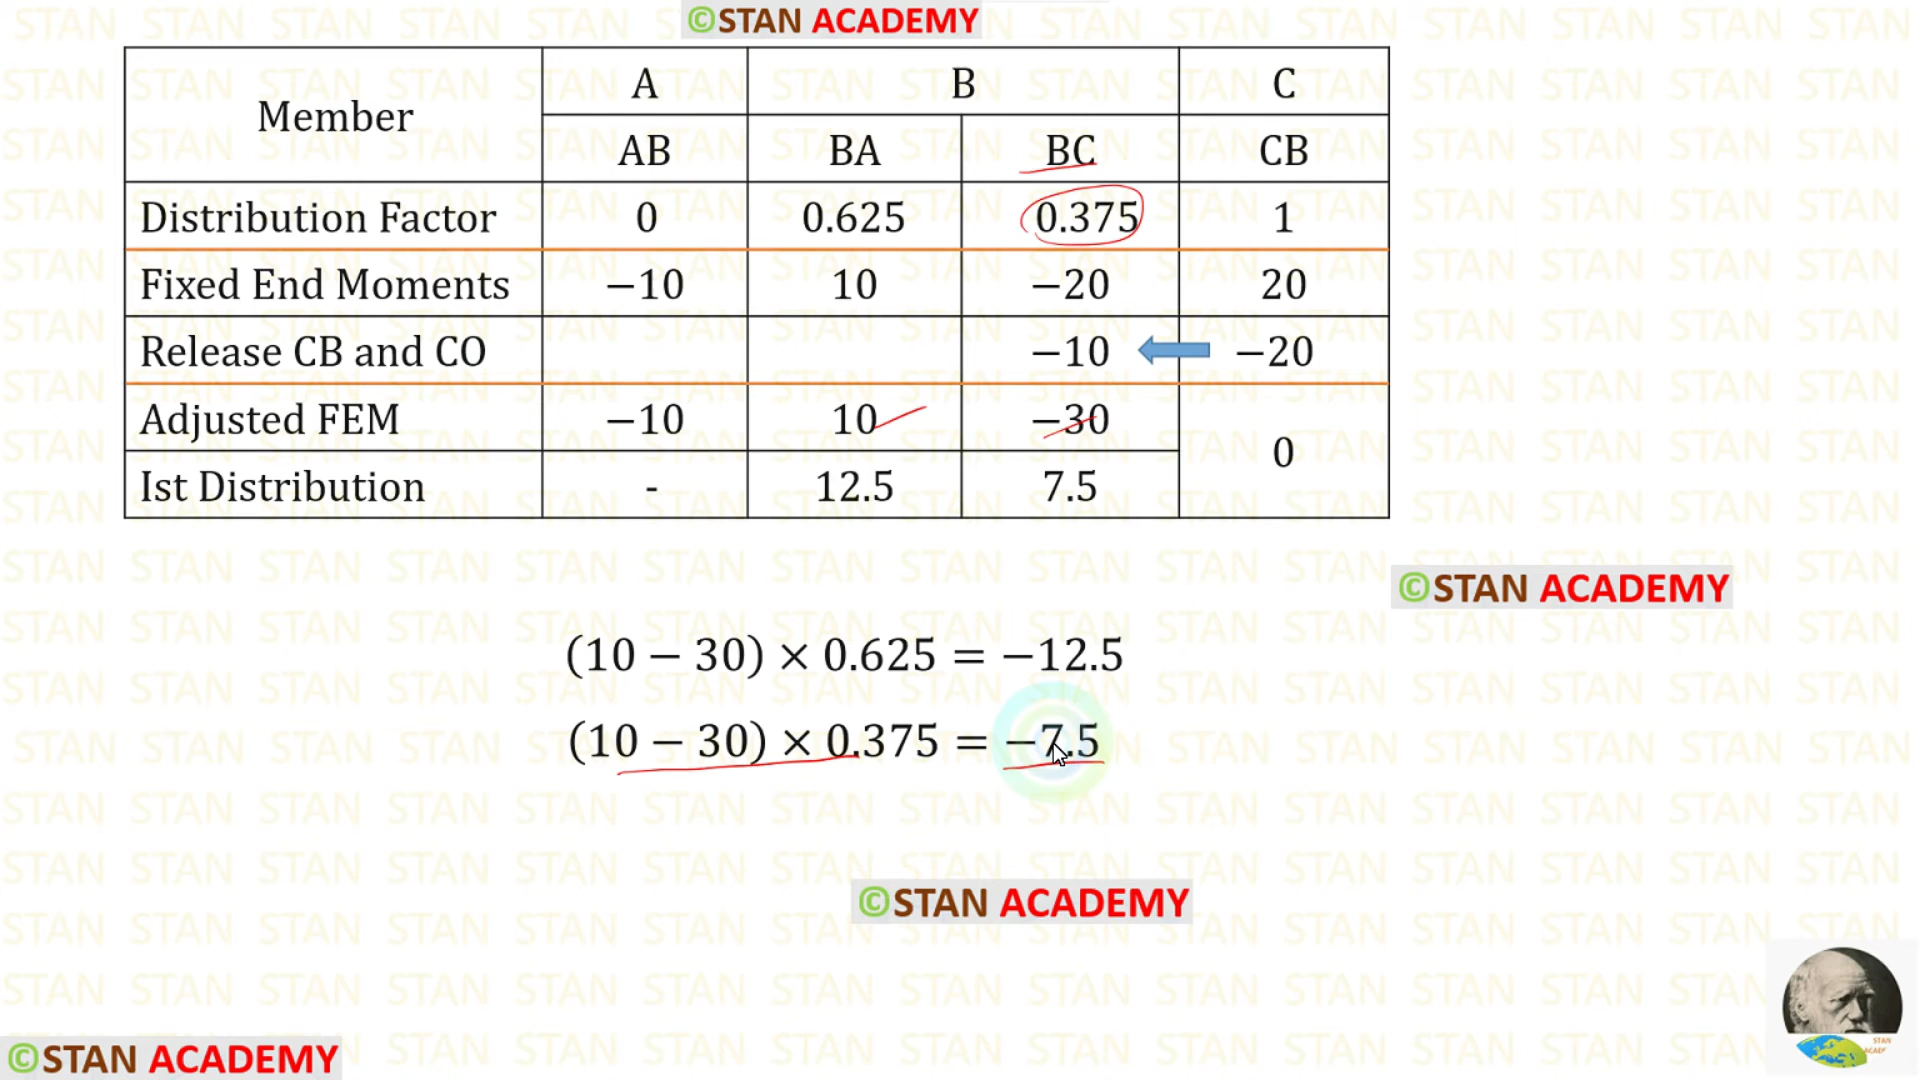 ©STAN ACADEMY
Member A B C
AB BA BC CB
Distribution Factor 0 0.625 0.375 1
Fixed End Moments −10 10 −20 20
Release CB and CO −10 −20
Adjusted FEM −10 10 −30 0
Ist Distribution - 12.5 7.5
©STAN ACADEMY
(10 − 30) × 0.625 = −12.5
(10 − 30) × 0.375 = −7.5
©STAN ACADEMY
©STAN ACADEMY
STAN